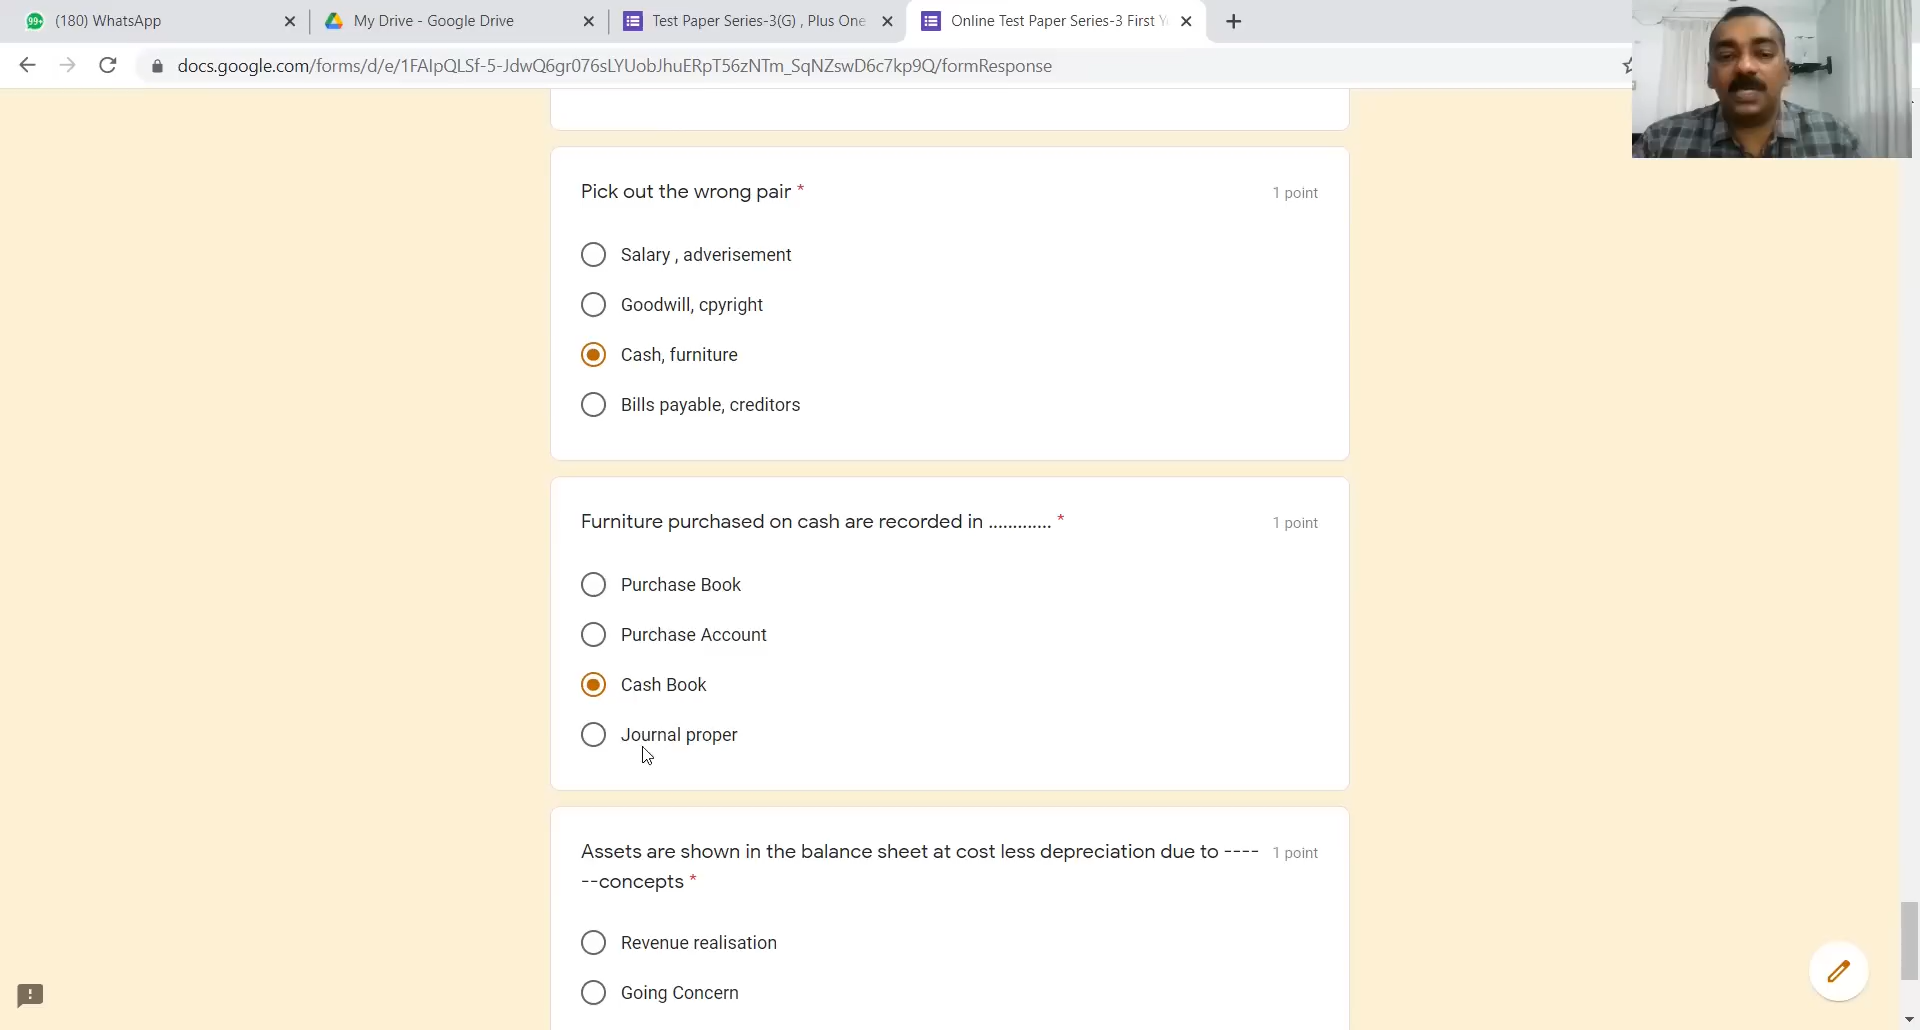 99+ (180) WhatsApp
My Drive - Google Drive
Test Paper Series-3(G) , Plus One
Online Test Paper Series-3 First Y
docs.google.com/forms/d/e/1FAIpQLSf-5-JdwQ6gr076sLYUobJhuERpT56zNTm_SqNZswD6c7kp9Q/formResponse
Pick out the wrong pair *
1 point
Salary , adverisement
Goodwill, cpyright
Cash, furniture
Bills payable, creditors
Furniture purchased on cash are recorded in ............. *
1 point
Purchase Book
Purchase Account
Cash Book
Journal proper
Assets are shown in the balance sheet at cost less depreciation due to ----
1 point
--concepts *
Revenue realisation
Going Concern